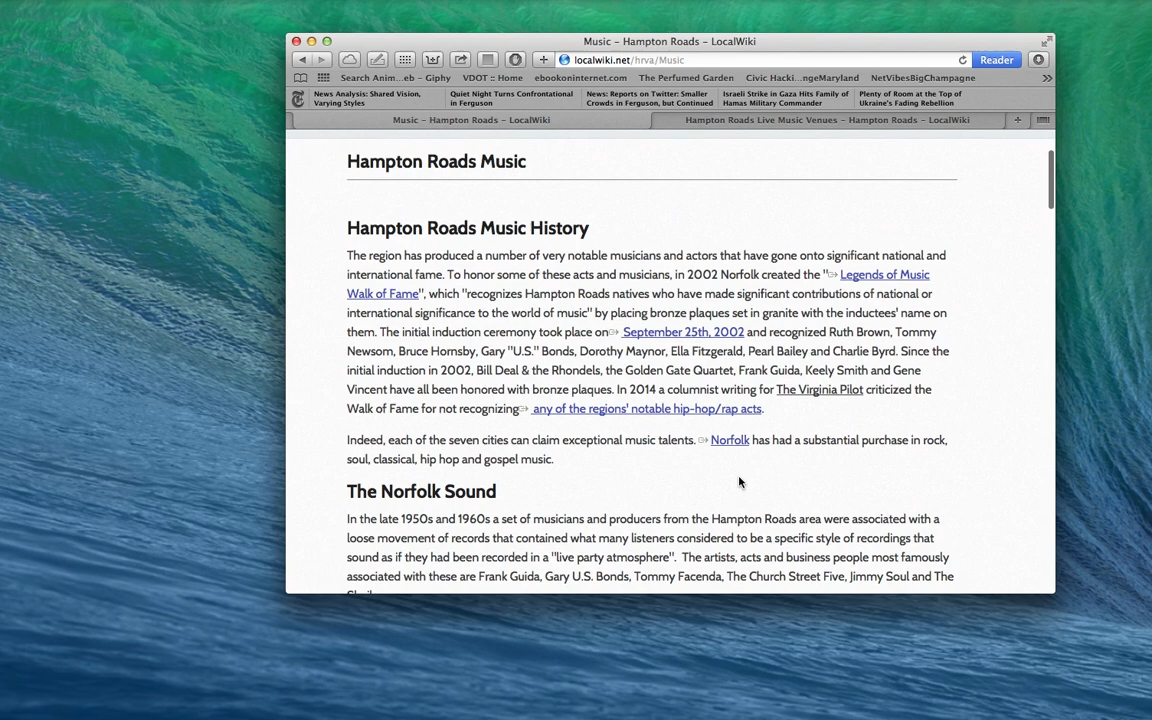 Music – Hampton Roads – LocalWiki
localwiki.net/hrva/Music
Reader
Search Anim...eb – Giphy VDOT :: Home ebookoninternet.com The Perfumed Garden Civic Hacki...ngeMaryland NetVibesBigChampagne
News Analysis: Shared Vision, Varying Styles
Quiet Night Turns Confrontational in Ferguson
News: Reports on Twitter: Smaller Crowds in Ferguson, but Continued
Israeli Strike in Gaza Hits Family of Hamas Military Commander
Plenty of Room at the Top of Ukraine's Fading Rebellion
Music – Hampton Roads – LocalWiki
Hampton Roads Live Music Venues – Hampton Roads – LocalWiki
Hampton Roads Music
Hampton Roads Music History
The region has produced a number of very notable musicians and actors that have gone onto significant national and
international fame. To honor some of these acts and musicians, in 2002 Norfolk created the "Legends of Music
Walk of Fame", which "recognizes Hampton Roads natives who have made significant contributions of national or
international significance to the world of music" by placing bronze plaques set in granite with the inductees' name on
them. The initial induction ceremony took place on September 25th, 2002 and recognized Ruth Brown, Tommy
Newsom, Bruce Hornsby, Gary "U.S." Bonds, Dorothy Maynor, Ella Fitzgerald, Pearl Bailey and Charlie Byrd. Since the
initial induction in 2002, Bill Deal & the Rhondels, the Golden Gate Quartet, Frank Guida, Keely Smith and Gene
Vincent have all been honored with bronze plaques. In 2014 a columnist writing for The Virginia Pilot criticized the
Walk of Fame for not recognizing any of the regions' notable hip-hop/rap acts.
Indeed, each of the seven cities can claim exceptional music talents. Norfolk has had a substantial purchase in rock,
soul, classical, hip hop and gospel music.
The Norfolk Sound
In the late 1950s and 1960s a set of musicians and producers from the Hampton Roads area were associated with a
loose movement of records that contained what many listeners considered to be a specific style of recordings that
sound as if they had been recorded in a "live party atmosphere". The artists, acts and business people most famously
associated with these are Frank Guida, Gary U.S. Bonds, Tommy Facenda, The Church Street Five, Jimmy Soul and The